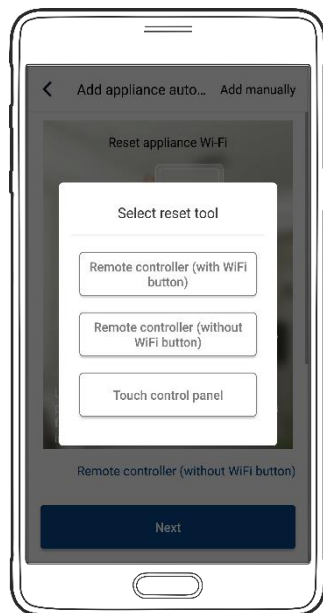 Add appliance auto... Add manually
Reset appliance Wi-Fi
Select reset tool
Remote controller (with WiFi
button)
Remote controller (without
WiFi button)
Touch control panel
Remote controller (without WiFi button)
Next